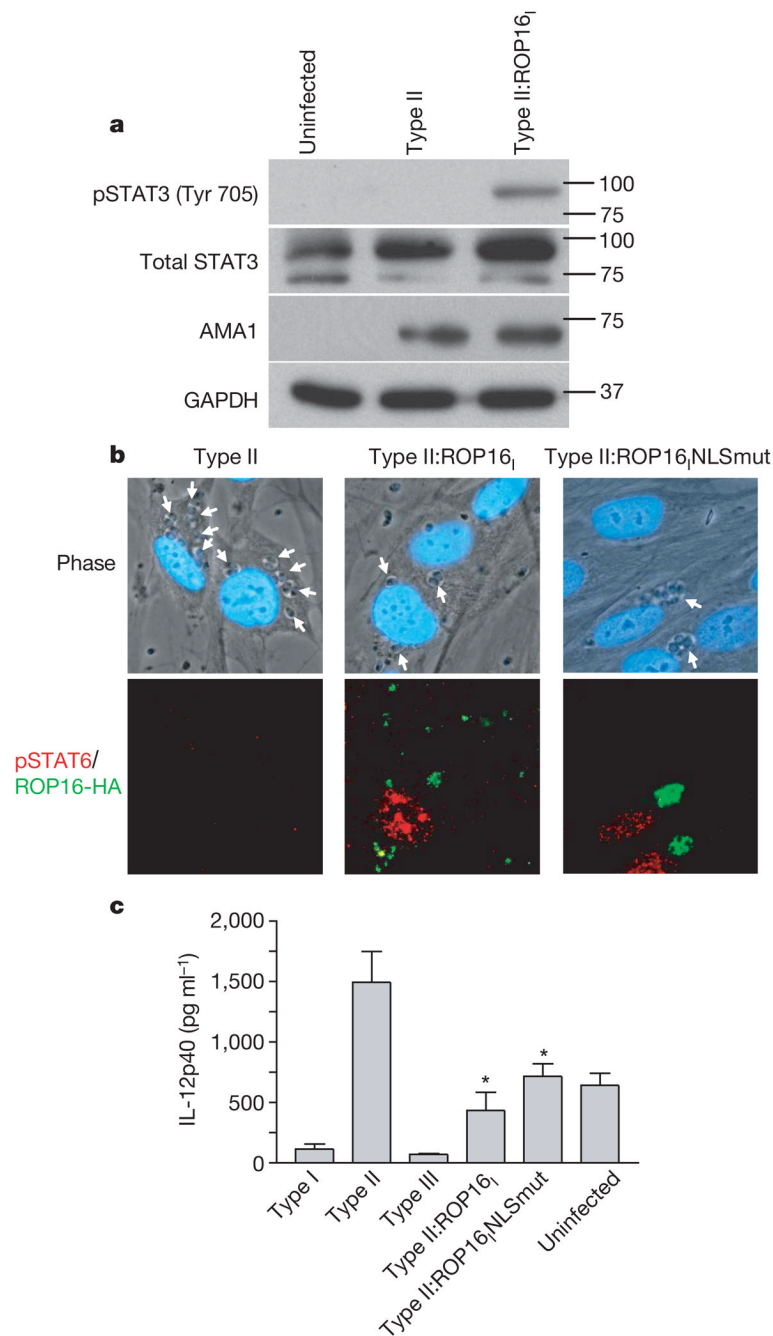 a
Uninfected
Type II
Type II:ROP16I
pSTAT3 (Tyr 705)
100
75
Total STAT3
100
75
AMA1
75
GAPDH
37
b
Type II
Type II:ROP16I
Type II:ROP16INLSmut
Phase
pSTAT6/
ROP16-HA
c
IL-12p40 (pg ml–1)
2,000
1,500
1,000
500
0
*
*
Type I
Type II
Type III
Type II:ROP16I
Type II:ROP16INLSmut
Uninfected